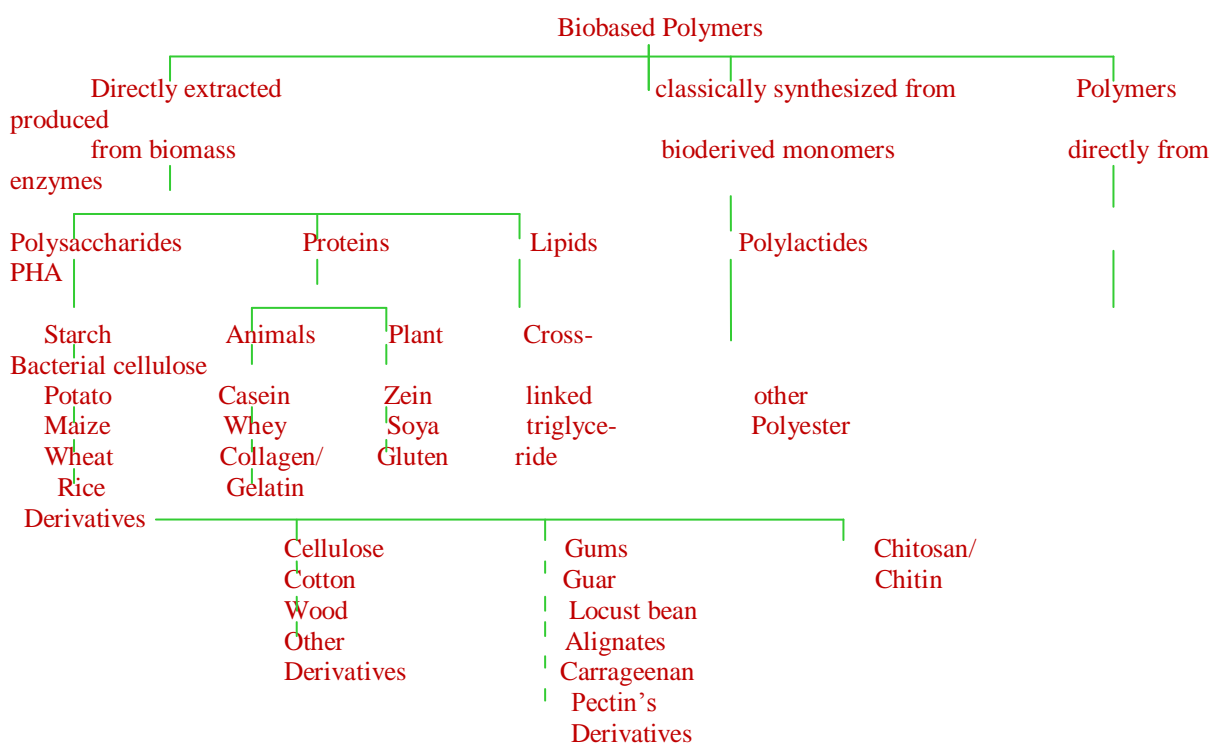 Biobased Polymers
Directly extracted classically synthesized from Polymers
produced
from biomass bioderived monomers directly from
enzymes
Polysaccharides Proteins Lipids Polylactides
PHA
Starch Animals Plant Cross-
Bacterial cellulose
Potato Casein Zein linked other
Maize Whey Soya triglyce- Polyester
Wheat Collagen/ Gluten ride
Rice Gelatin
Derivatives
Cellulose Gums Chitosan/
Cotton Guar Chitin
Wood Locust bean
Other Alignates
Derivatives Carrageenan
Pectin’s
Derivatives